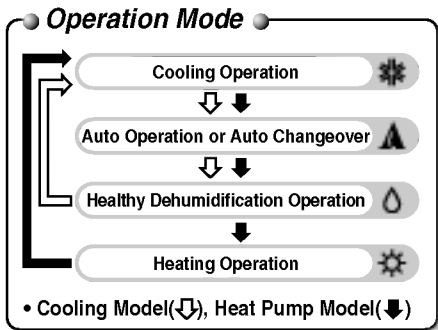 Operation Mode
Cooling Operation
Auto Operation or Auto Changeover
Healthy Dehumidification Operation
Heating Operation
• Cooling Model(⇩), Heat Pump Model(⬇)